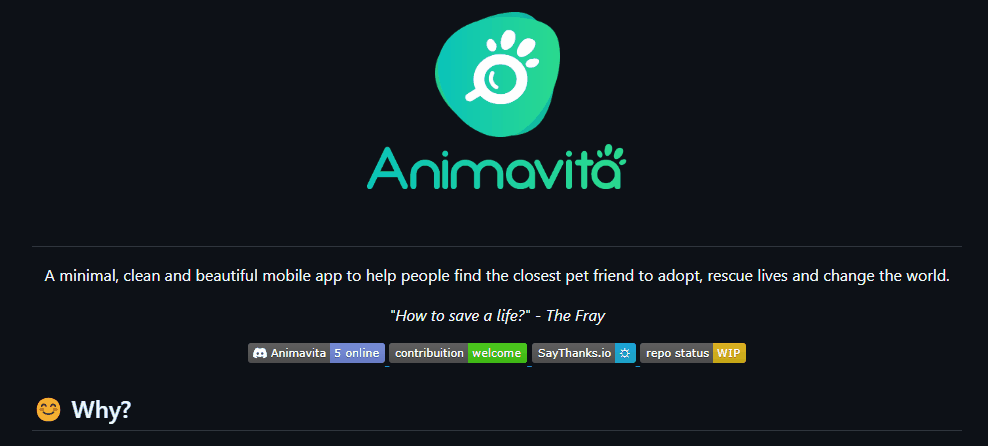 Animavita
A minimal, clean and beautiful mobile app to help people find the closest pet friend to adopt, rescue lives and change the world.
"How to save a life?" - The Fray
Animavita 5 online contribuition welcome SayThanks.io repo status WIP
Why?